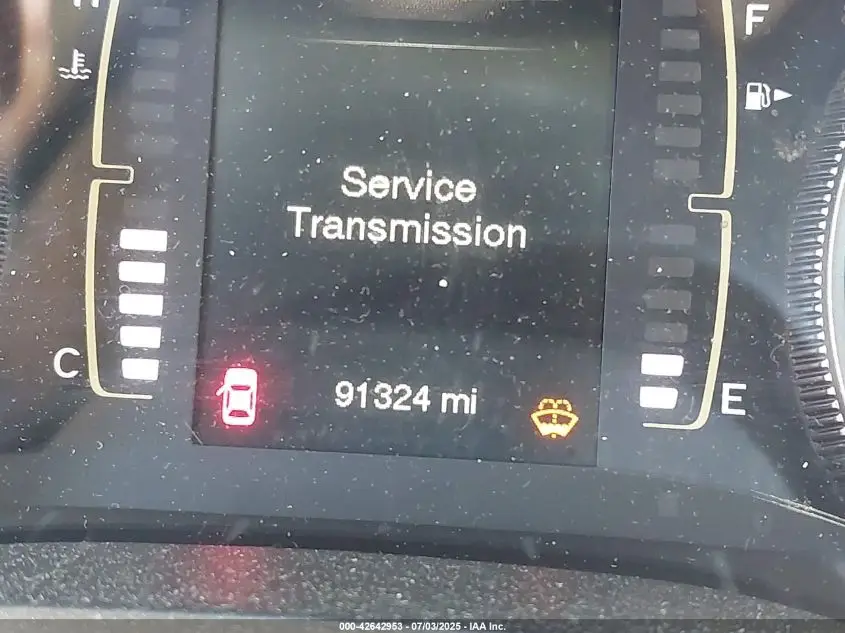 F
Service
Transmission
C
91324 mi
E
000-42642953 - 07/03/2025 - IAA Inc.